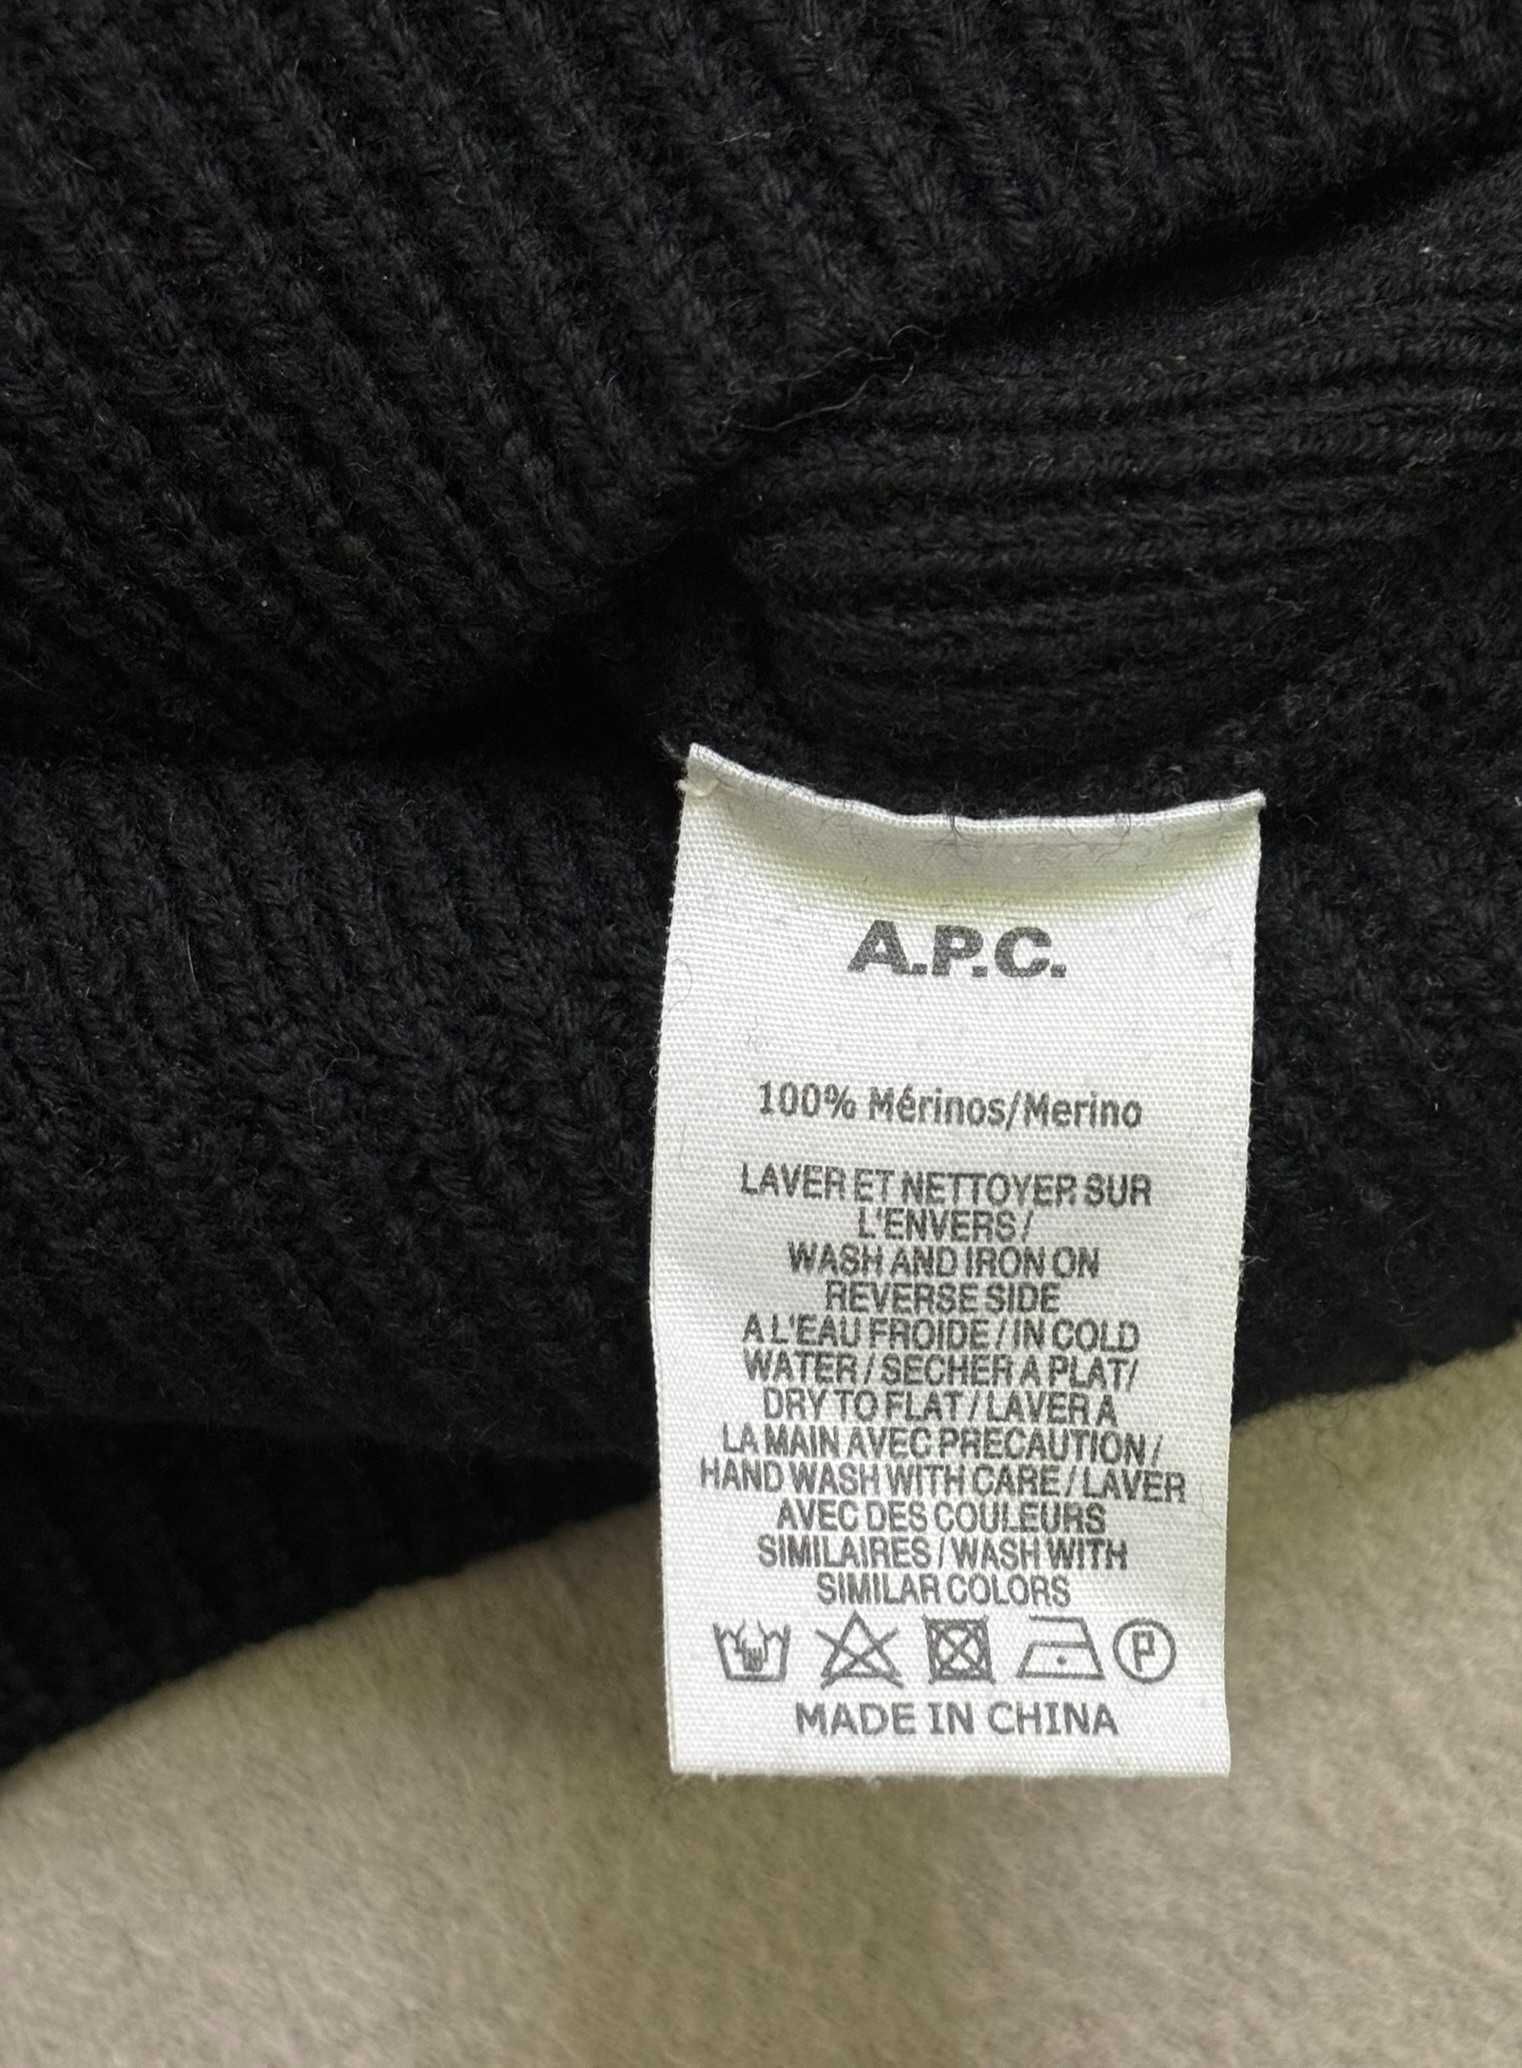 A.P.C.
100% Mérinos/Merino
LAVER ET NETTOYER SUR
L'ENVERS /
WASH AND IRON ON
REVERSE SIDE
A L'EAU FROIDE / IN COLD
WATER / SECHER A PLAT/
DRY TO FLAT / LAVER A
LA MAIN AVEC PRECAUTION /
HAND WASH WITH CARE / LAVER
AVEC DES COULEURS
SIMILAIRES / WASH WITH
SIMILAR COLORS
P
MADE IN CHINA